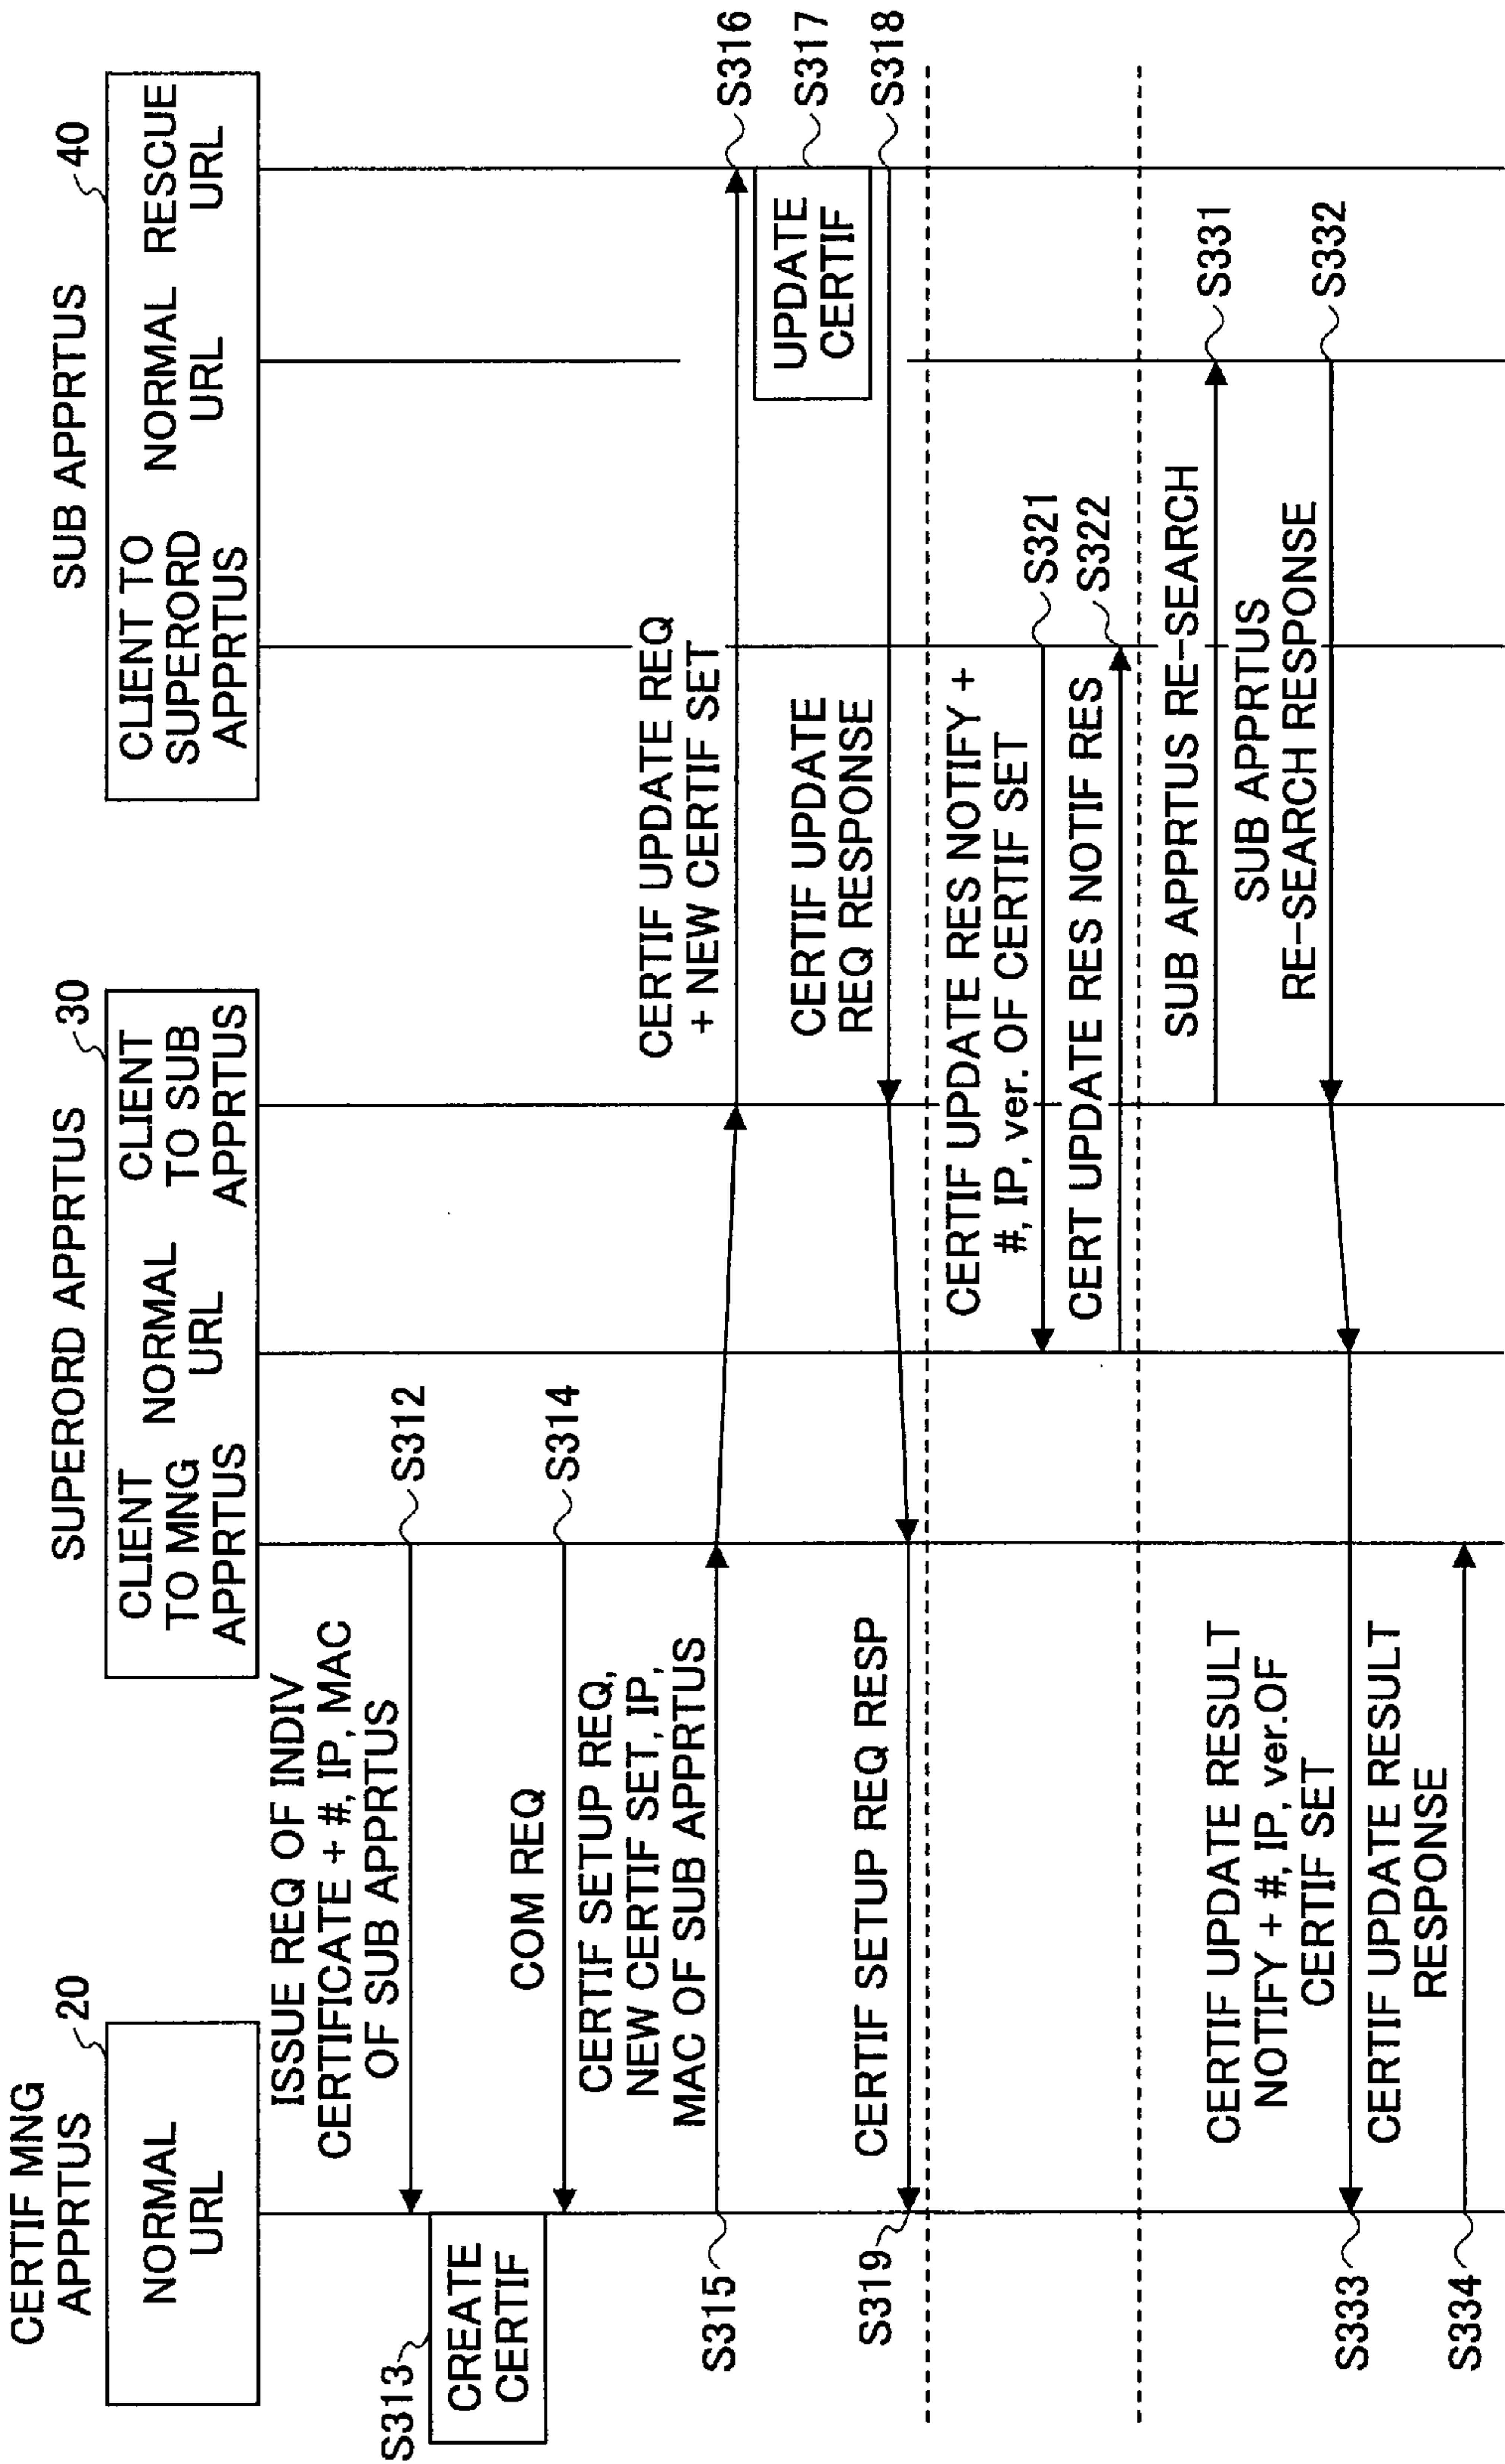 CERTIF MNG
APPRTUS
20
NORMAL
URL
SUPERORD APPRTUS
30
CLIENT
TO MNG
APPRTUS
NORMAL
URL
CLIENT
TO SUB
APPRTUS
SUB APPRTUS
40
CLIENT TO
SUPERORD
APPRTUS
NORMAL
URL
RESCUE
URL
ISSUE REQ OF INDIV
CERTIFICATE + #, IP, MAC
OF SUB APPRTUS
S312
S313
CREATE
CERTIF
COM REQ
S314
CERTIF SETUP REQ,
NEW CERTIF SET, IP,
MAC OF SUB APPRTUS
S315
CERTIF UPDATE REQ
+ NEW CERTIF SET
S316
UPDATE
CERTIF
S317
CERTIF UPDATE
REQ RESPONSE
S318
CERTIF SETUP REQ RESP
S319
CERTIF UPDATE RES NOTIFY +
#, IP, ver. OF CERTIF SET
S321
CERT UPDATE RES NOTIF RES
S322
SUB APPRTUS RE-SEARCH
S331
SUB APPRTUS
RE-SEARCH RESPONSE
S332
CERTIF UPDATE RESULT
NOTIFY + #, IP, ver.OF
CERTIF SET
S333
CERTIF UPDATE RESULT
RESPONSE
S334